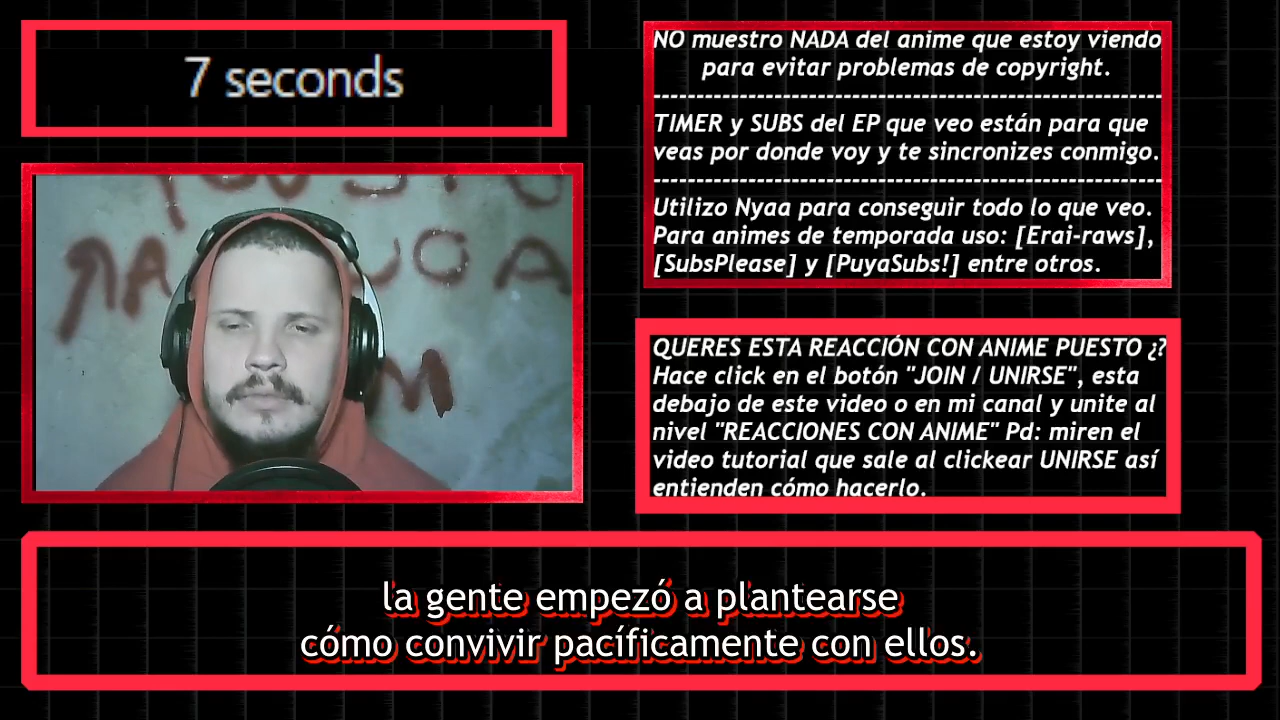 7 seconds
NO muestro NADA del anime que estoy viendo
para evitar problemas de copyright.
------------------------------------------------------------
TIMER y SUBS del EP que veo están para que
veas por donde voy y te sincronizes conmigo.
------------------------------------------------------------
Utilizo Nyaa para conseguir todo lo que veo.
Para animes de temporada uso: [Erai-raws],
[SubsPlease] y [PuyaSubs!] entre otros.
QUERES ESTA REACCIÓN CON ANIME PUESTO ¿?
Hace click en el botón "JOIN / UNIRSE", esta
debajo de este video o en mi canal y unite al
nivel "REACCIONES CON ANIME" Pd: miren el
video tutorial que sale al clickear UNIRSE así
entienden cómo hacerlo.
la gente empezó a plantearse
cómo convivir pacíficamente con ellos.